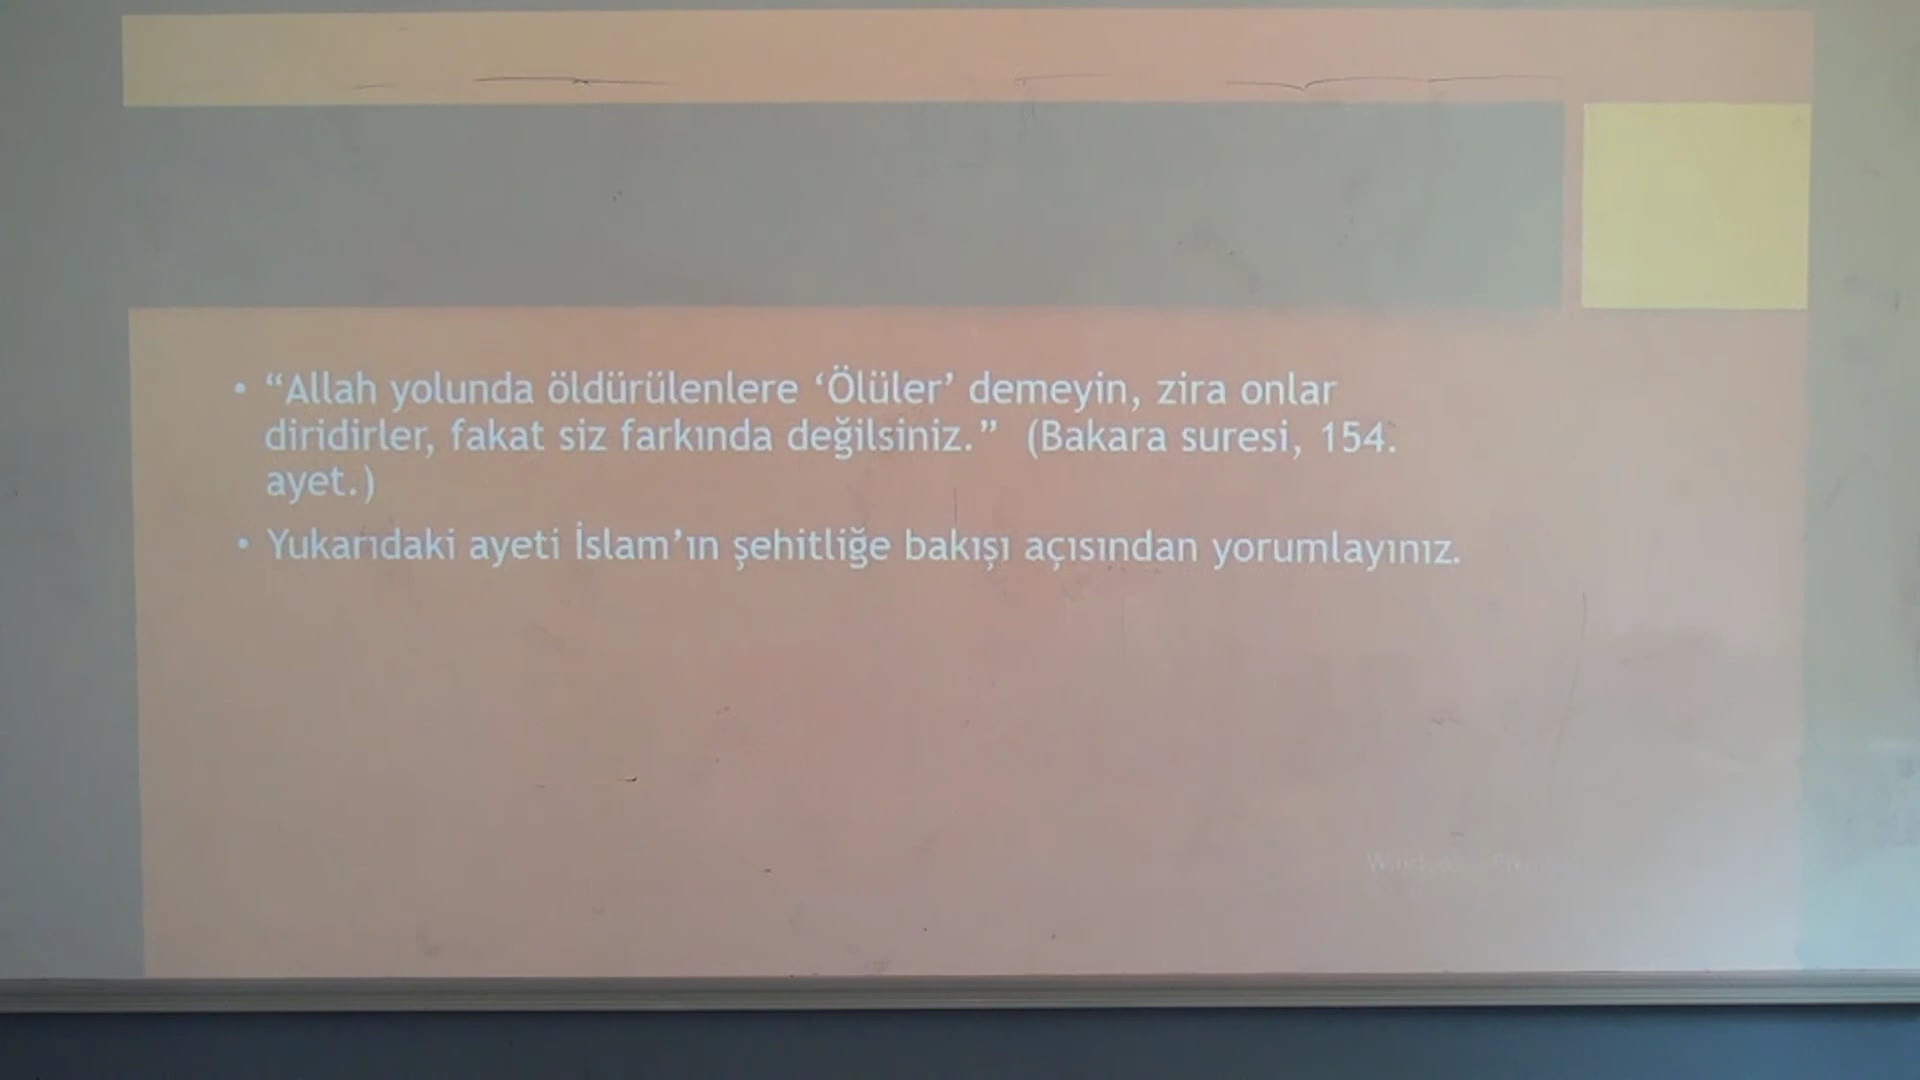 • “Allah yolunda öldürülenlere ‘Ölüler’ demeyin, zira onlar
diridirler, fakat siz farkında değilsiniz.” (Bakara suresi, 154.
ayet.)
• Yukarıdaki ayeti İslam’ın şehitliğe bakışı açısından yorumlayınız.